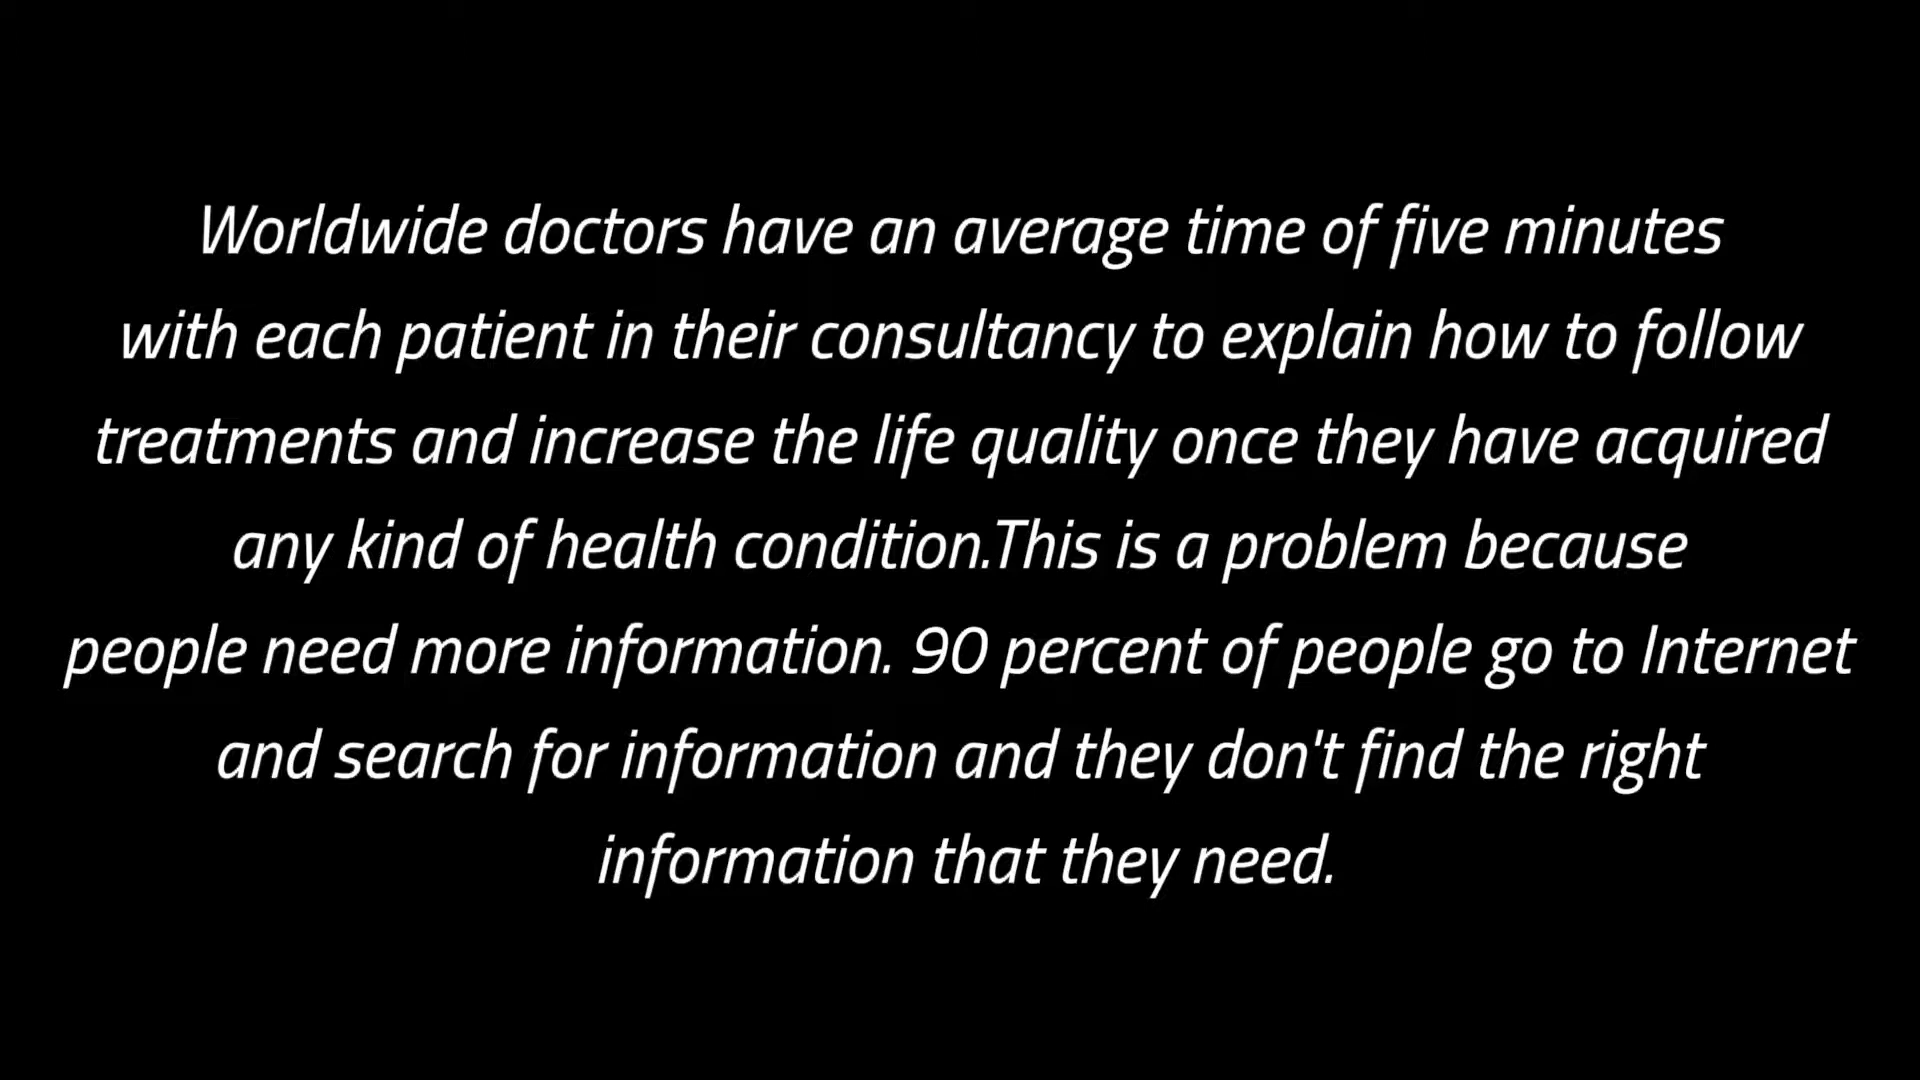 Worldwide doctors have an average time of five minutes
with each patient in their consultancy to explain how to follow
treatments and increase the life quality once they have acquired
any kind of health condition.This is a problem because
people need more information. 90 percent of people go to Internet
and search for information and they don't find the right
information that they need.